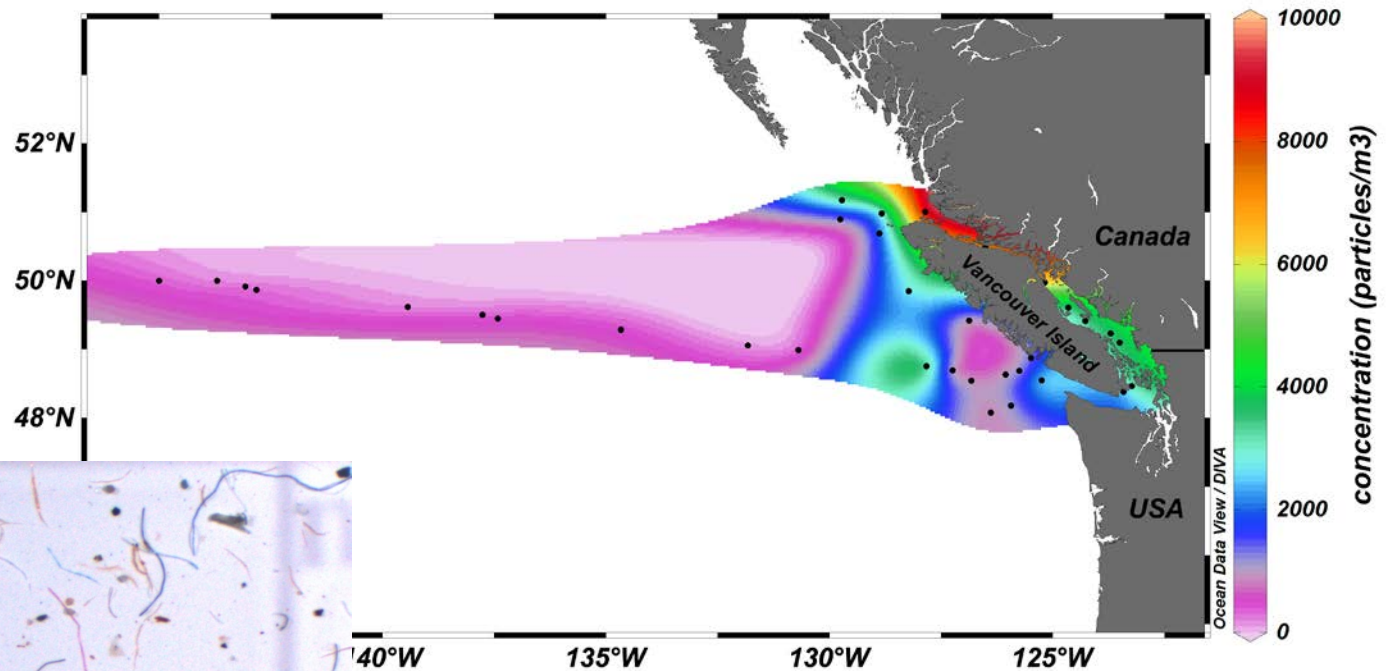 52°N
50°N
48°N
40°W
135°W
130°W
125°W
Canada
Vancouver Island
USA
Ocean Data View / DIVA
10000
8000
6000
4000
2000
0
concentration (particles/m3)